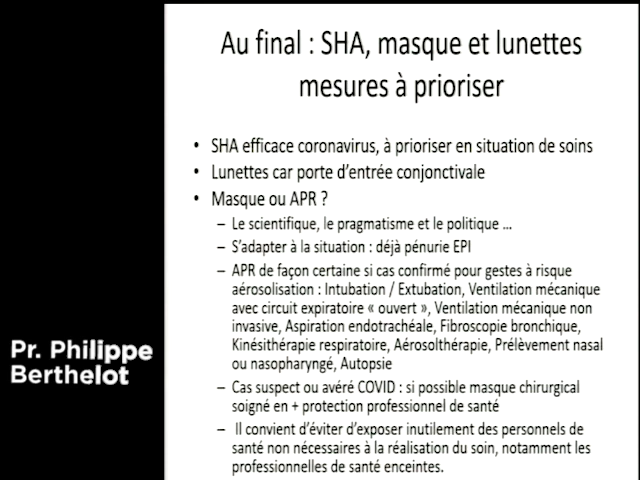 Au final : SHA, masque et lunettes
mesures à prioriser
• SHA efficace coronavirus, à prioriser en situation de soins
• Lunettes car porte d'entrée conjonctivale
• Masque ou APR ?
– Le scientifique, le pragmatisme et le politique ...
– S'adapter à la situation : déjà pénurie EPI
– APR de façon certaine si cas confirmé pour gestes à risque
aérosolisation : Intubation / Extubation, Ventilation mécanique
avec circuit expiratoire « ouvert », Ventilation mécanique non
invasive, Aspiration endotrachéale, Fibroscopie bronchique,
Kinésithérapie respiratoire, Aérosolthérapie, Prélèvement nasal
ou nasopharyngé, Autopsie
– Cas suspect ou avéré COVID : si possible masque chirurgical
soigné en + protection professionnel de santé
– Il convient d'éviter d'exposer inutilement des personnels de
santé non nécessaires à la réalisation du soin, notamment les
professionnelles de santé enceintes.
Pr. Philippe
Berthelot